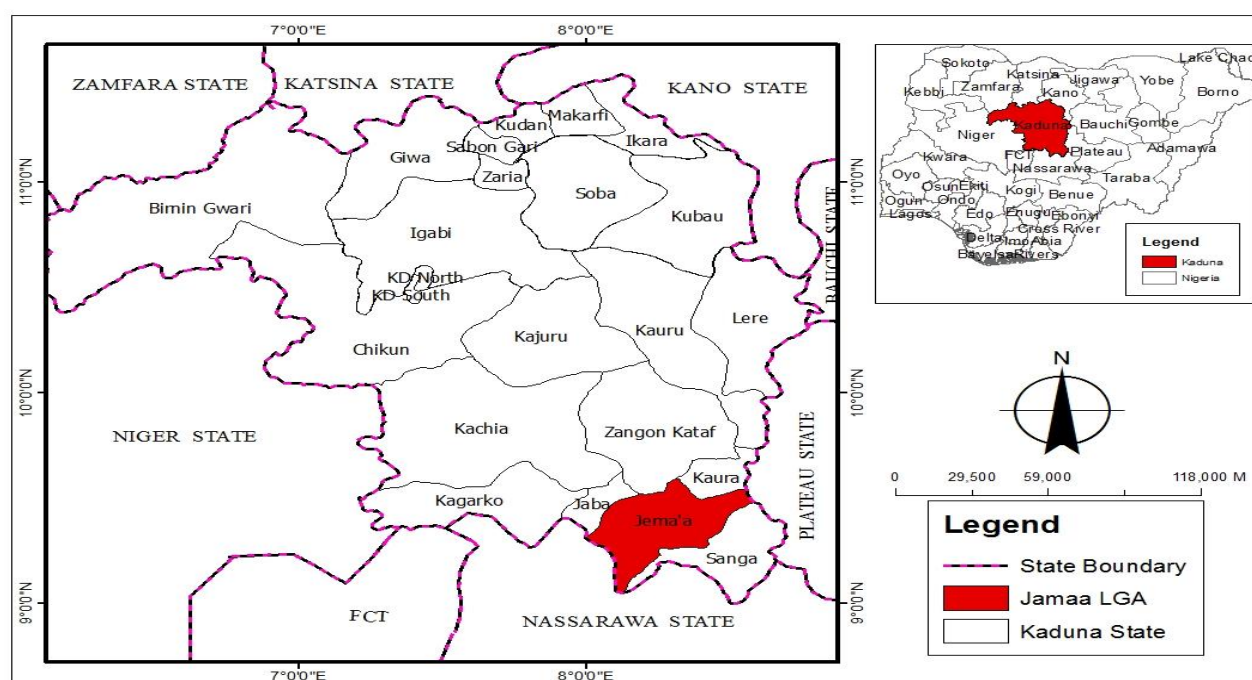 7°0'0"E 8°0'0"E
ZAMFARA STATE
KATSINA STATE
KANO STATE
Makarfi
Kudan
Ikara
Sabon Gari
Giwa
Zaria
Soba
11°0'0"N
11°0'0"N
Bimin Gwari
Kubau
Igabi
BAUCHI STATE
KD North
KD South
Lere
Kajuru
Kauru
Chikun
10°0'0"N
10°0'0"N
NIGER STATE
Kachia
Zangon Kataf
PLATEAU STATE
Kaura
Kagarko
Jaba
Jema'a
Sanga
9°0'0"N
9°0'0"N
FCT
NASSARAWA STATE
7°0'0"E 8°0'0"E
Lake Chad
Sokoto
Katsina
Jigawa
Yobe
Zamfara
Kano
Kebbi
Borno
Kaduna
Bauchi
Gombe
Niger
Adamawa
FCT
Plateau
Kwara
Nassarawa
Taraba
Oyo
Osun
Ekiti
Kogi
Benue
Ogun
Ondo
Lagos
Edo
Enugu
Ebonyi
Cross River
Delta
Imo
Abia
Bayelsa
Rivers
Legend
Kaduna
Nigeria
N
0 29,500 59,000 118,000 M
Legend
State Boundary
Jamaa LGA
Kaduna State